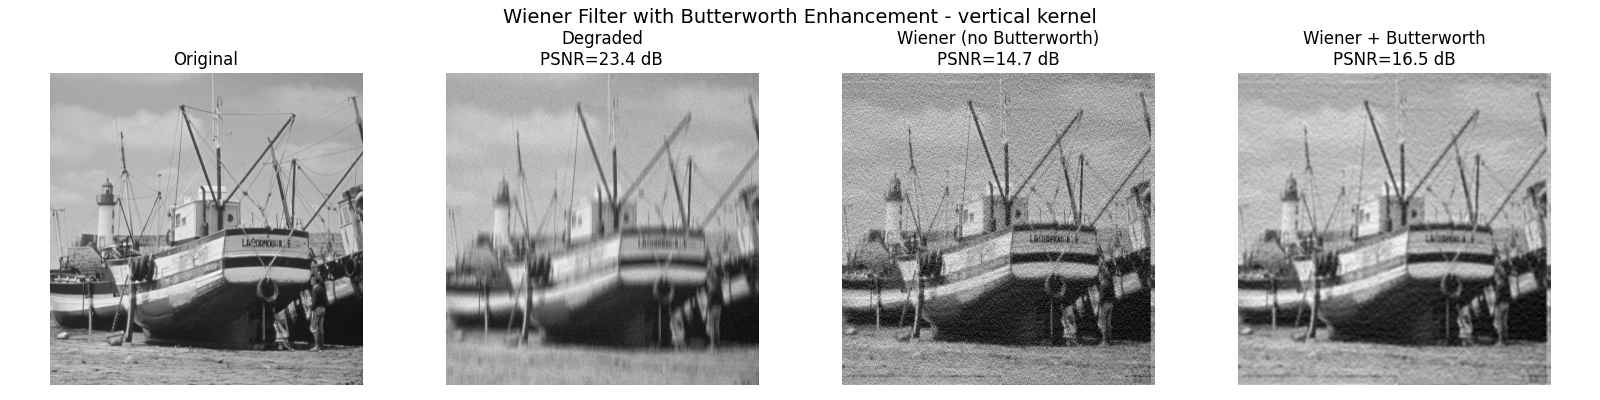 Wiener Filter with Butterworth Enhancement - vertical kernel
Original
Degraded
PSNR=23.4 dB
Wiener (no Butterworth)
PSNR=14.7 dB
Wiener + Butterworth
PSNR=16.5 dB